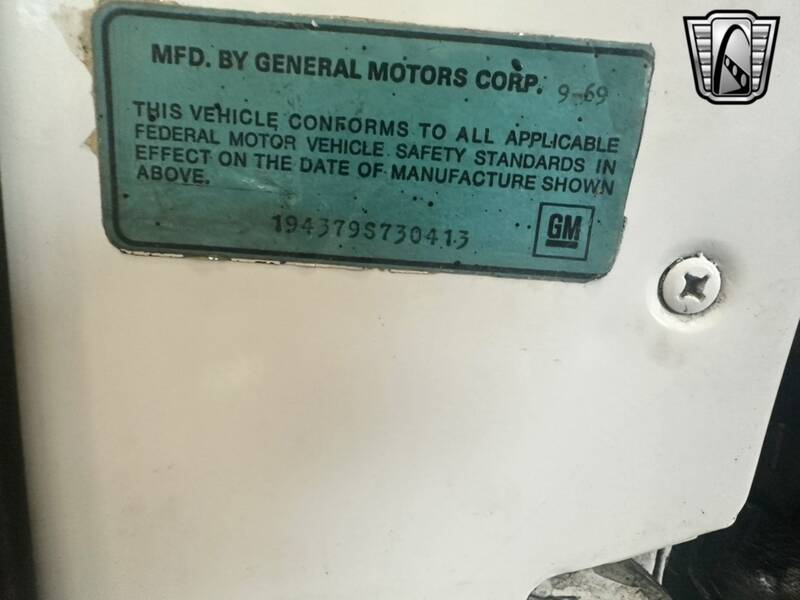 MFD. BY GENERAL MOTORS CORP. 9-69
THIS VEHICLE CONFORMS TO ALL APPLICABLE
FEDERAL MOTOR VEHICLE SAFETY STANDARDS IN
EFFECT ON THE DATE OF MANUFACTURE SHOWN
ABOVE.
194379S730413
GM